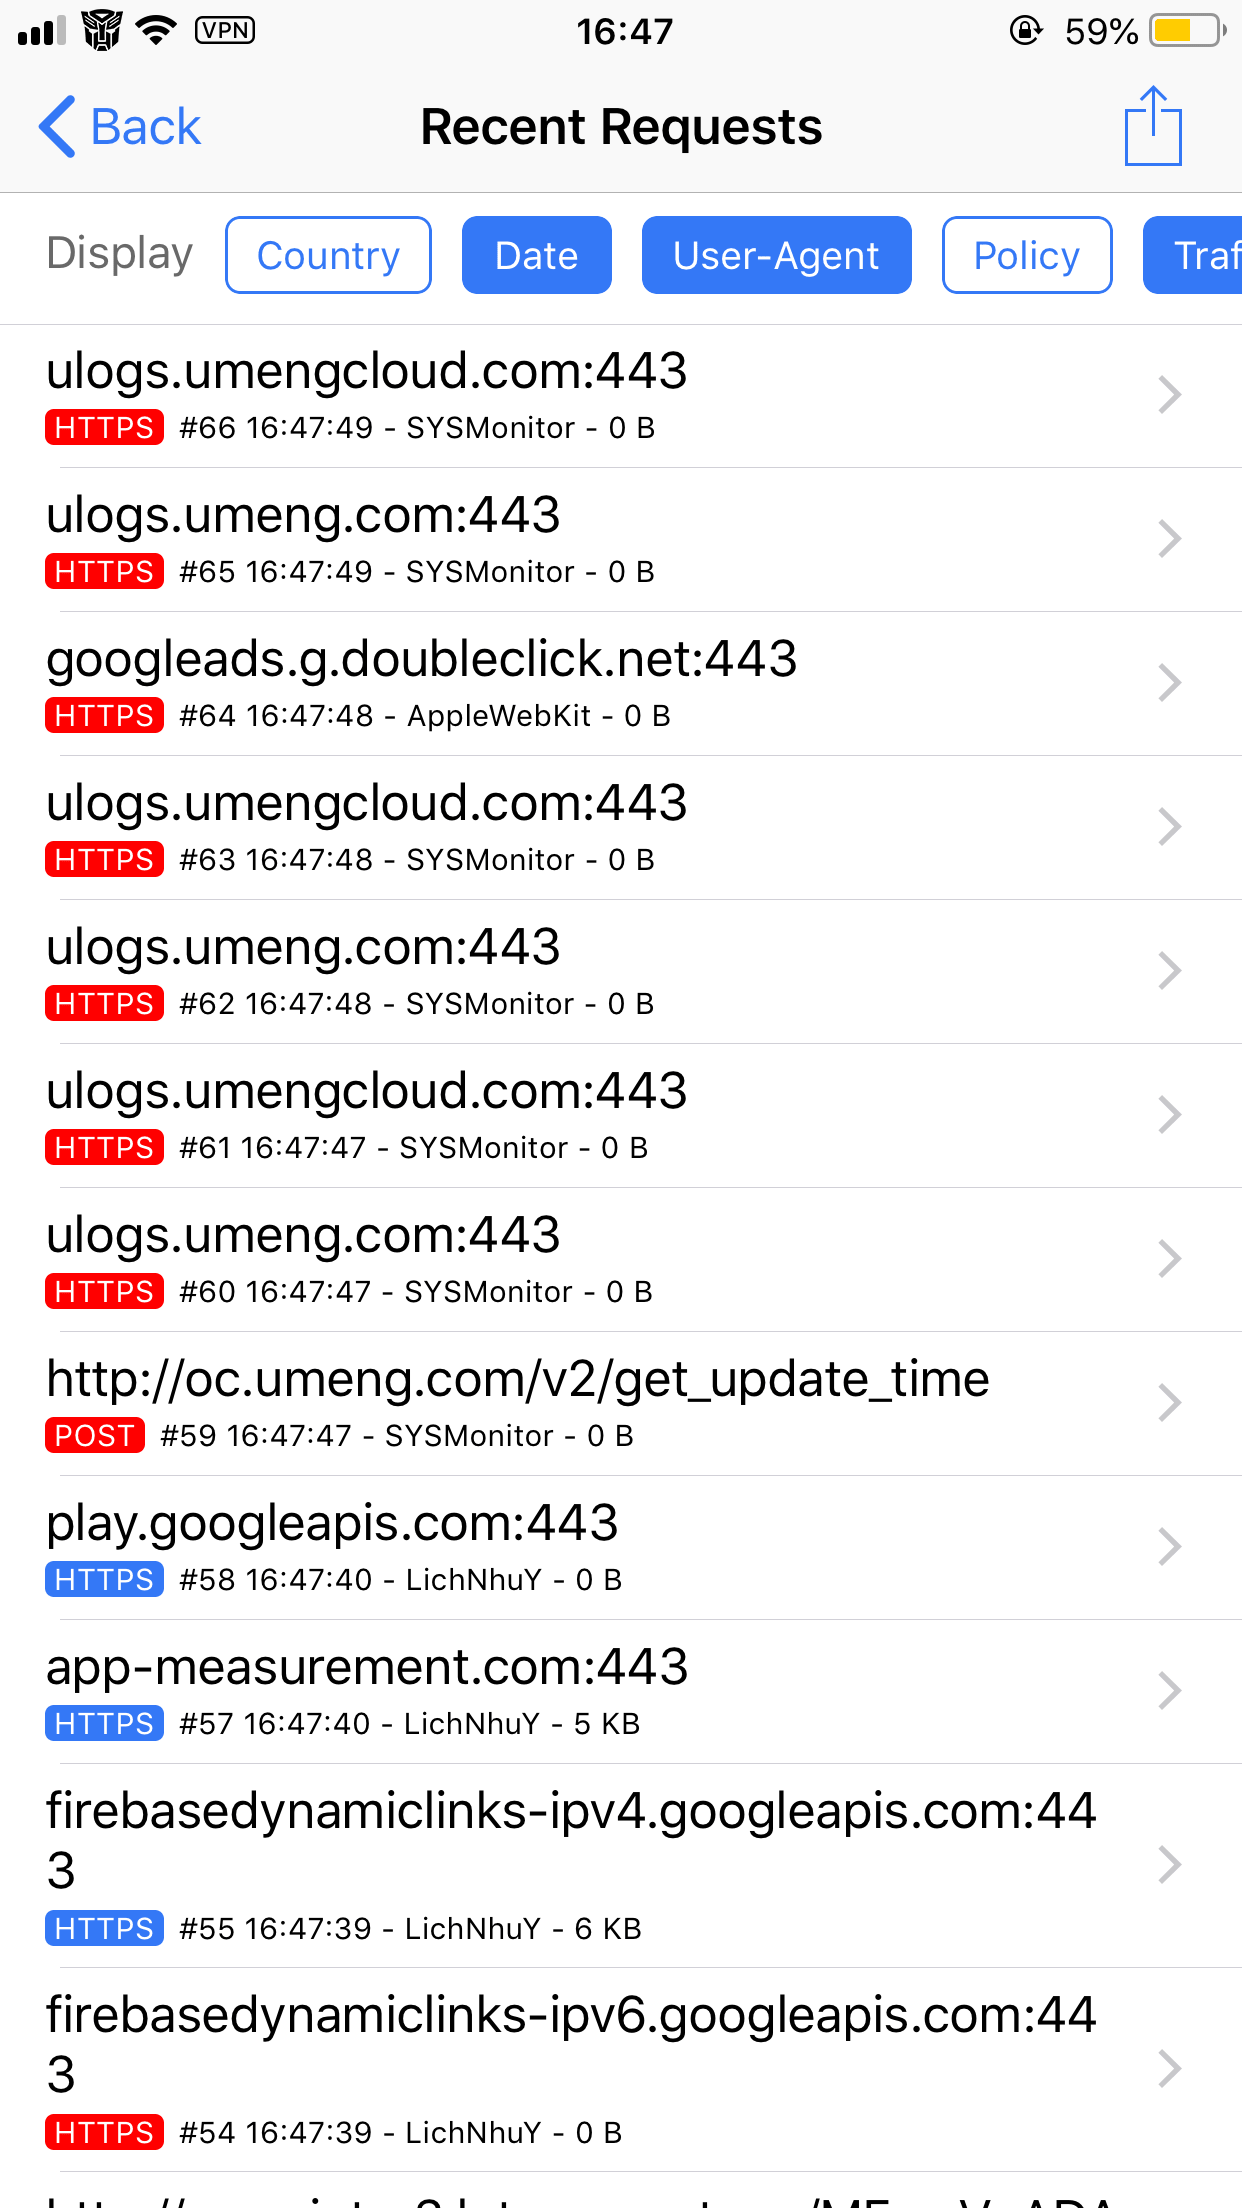 VPN
16:47
59%
Back
Recent Requests
Display
Country
Date
User-Agent
Policy
Traf
ulogs.umengcloud.com:443
HTTPS #66 16:47:49 - SYSMonitor - 0 B
ulogs.umeng.com:443
HTTPS #65 16:47:49 - SYSMonitor - 0 B
googleads.g.doubleclick.net:443
HTTPS #64 16:47:48 - AppleWebKit - 0 B
ulogs.umengcloud.com:443
HTTPS #63 16:47:48 - SYSMonitor - 0 B
ulogs.umeng.com:443
HTTPS #62 16:47:48 - SYSMonitor - 0 B
ulogs.umengcloud.com:443
HTTPS #61 16:47:47 - SYSMonitor - 0 B
ulogs.umeng.com:443
HTTPS #60 16:47:47 - SYSMonitor - 0 B
http://oc.umeng.com/v2/get_update_time
POST #59 16:47:47 - SYSMonitor - 0 B
play.googleapis.com:443
HTTPS #58 16:47:40 - LichNhuY - 0 B
app-measurement.com:443
HTTPS #57 16:47:40 - LichNhuY - 5 KB
firebasedynamiclinks-ipv4.googleapis.com:44
3
HTTPS #55 16:47:39 - LichNhuY - 6 KB
firebasedynamiclinks-ipv6.googleapis.com:44
3
HTTPS #54 16:47:39 - LichNhuY - 0 B